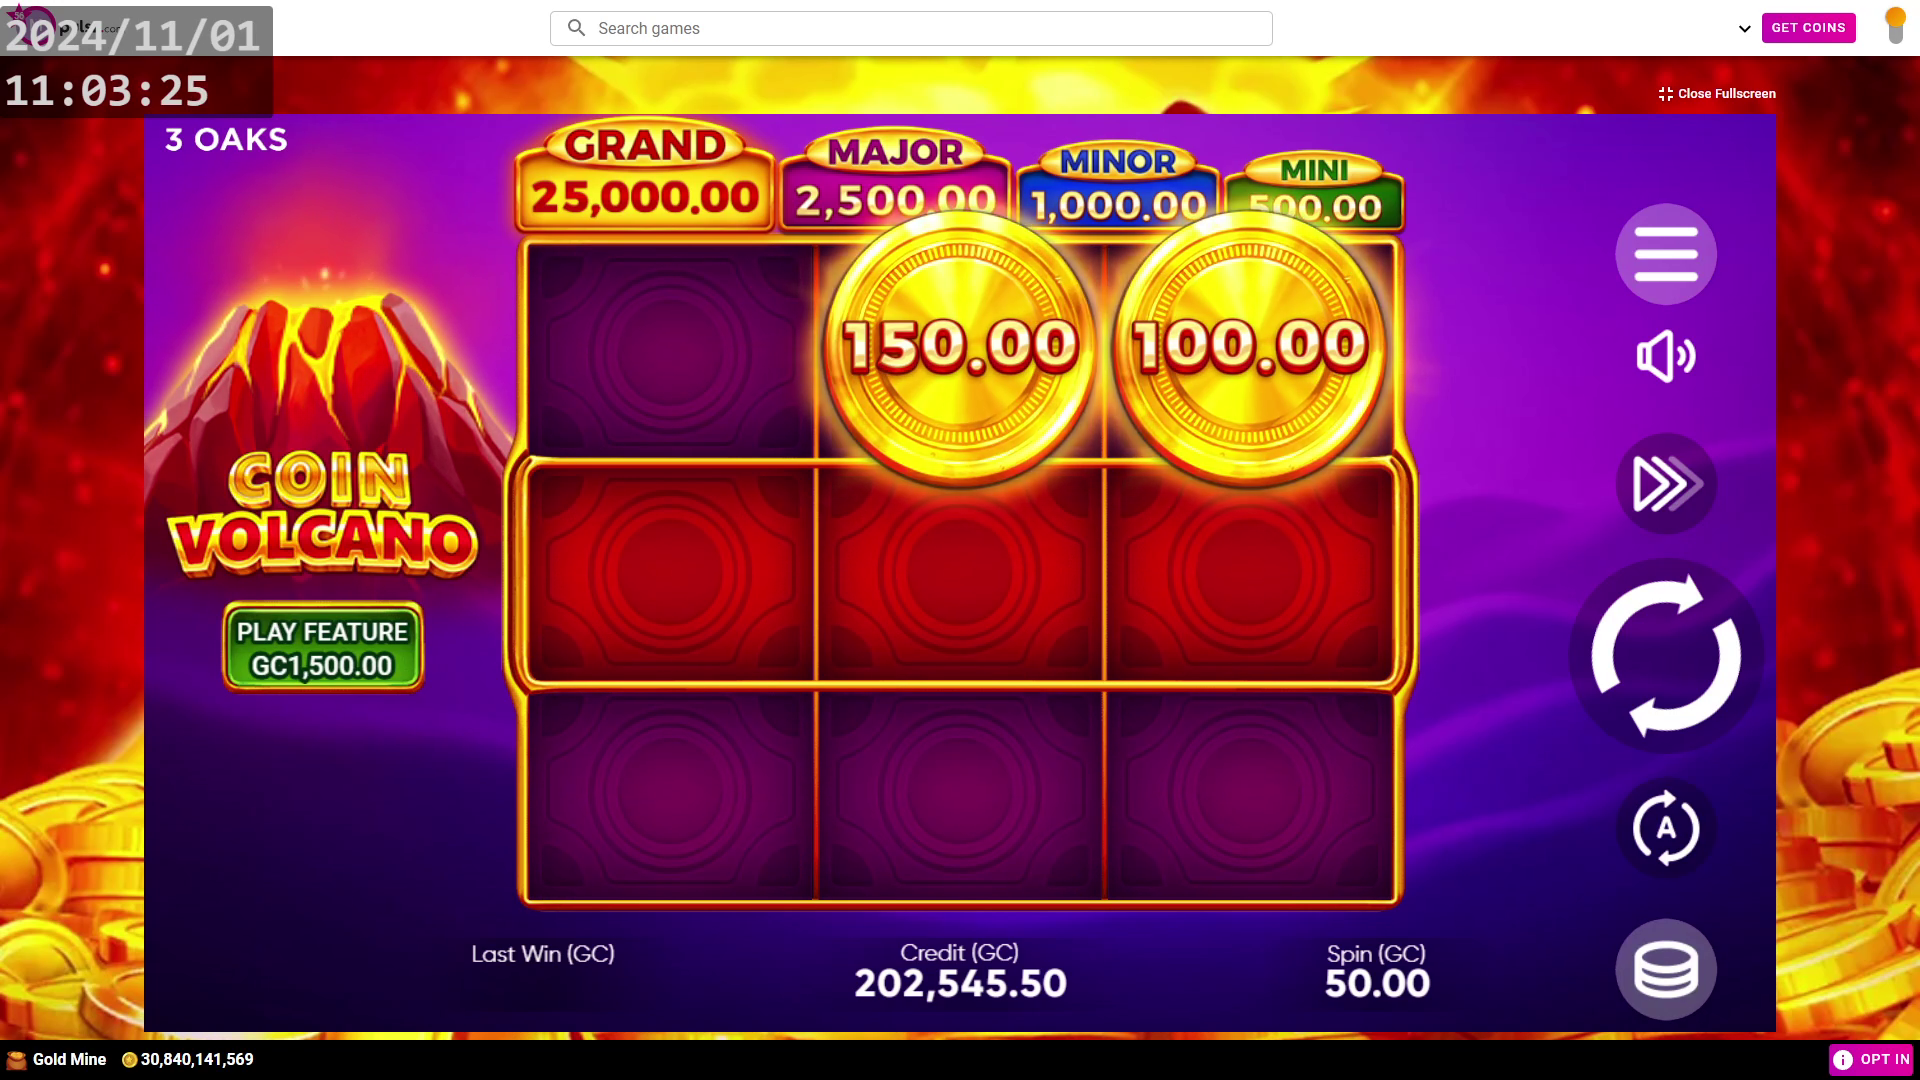 2024/11/01
11:03:25
Search games
GET COINS
Close Fullscreen
3 OAKS
GRAND
25,000.00
MAJOR
2,500.00
MINOR
1,000.00
MINI
500.00
150.00
100.00
COIN
VOLCANO
PLAY FEATURE
GC1,500.00
A
Last Win (GC)
Credit (GC)
202,545.50
Spin (GC)
50.00
Gold Mine
30,840,141,569
OPT IN